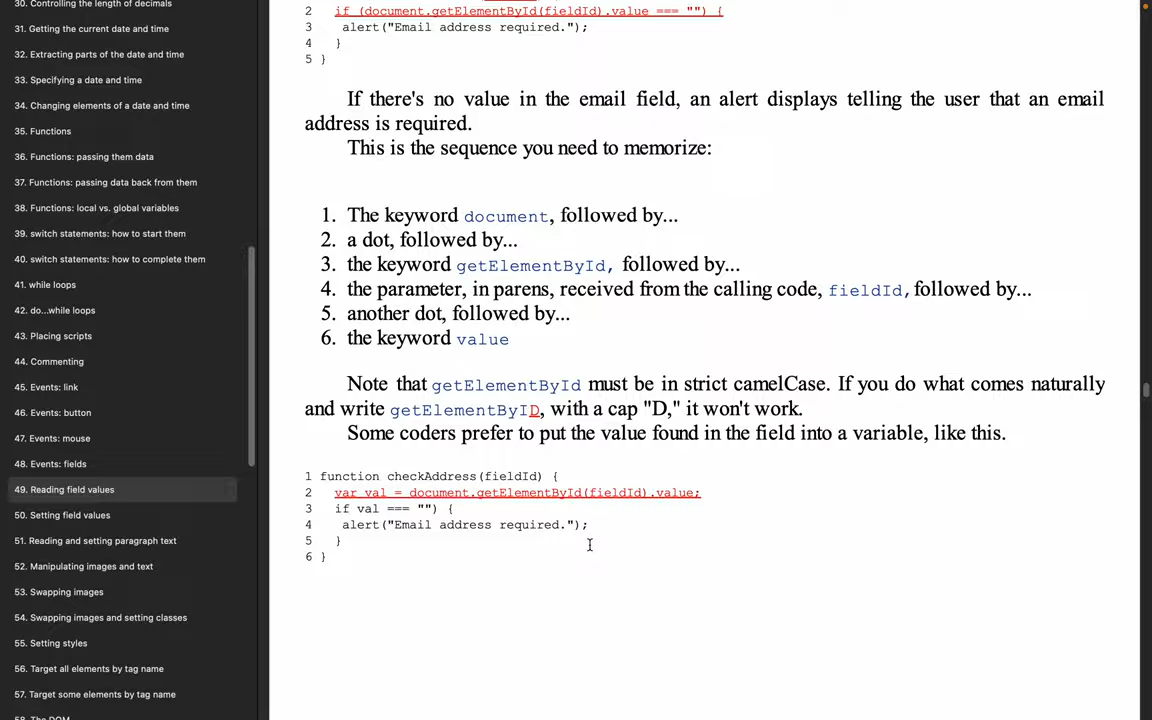 30. Controlling the length of decimals
31. Getting the current date and time
32. Extracting parts of the date and time
33. Specifying a date and time
34. Changing elements of a date and time
35. Functions
36. Functions: passing them data
37. Functions: passing data back from them
38. Functions: local vs. global variables
39. switch statements: how to start them
40. switch statements: how to complete them
41. while loops
42. do...while loops
43. Placing scripts
44. Commenting
45. Events: link
46. Events: button
47. Events: mouse
48. Events: fields
49. Reading field values
50. Setting field values
51. Reading and setting paragraph text
52. Manipulating images and text
53. Swapping images
54. Swapping images and setting classes
55. Setting styles
56. Target all elements by tag name
57. Target some elements by tag name
58. The DOM
2 if (document.getElementById(fieldId).value === "") {
3 alert("Email address required.");
4 }
5 }
If there's no value in the email field, an alert displays telling the user that an email
address is required.
This is the sequence you need to memorize:
1. The keyword document, followed by...
2. a dot, followed by...
3. the keyword getElementById, followed by...
4. the parameter, in parens, received from the calling code, fieldId, followed by...
5. another dot, followed by...
6. the keyword value
Note that getElementById must be in strict camelCase. If you do what comes naturally
and write getElementByID, with a cap "D," it won't work.
Some coders prefer to put the value found in the field into a variable, like this.
1 function checkAddress(fieldId) {
2 var val = document.getElementById(fieldId).value;
3 if val === "") {
4 alert("Email address required.");
5 }
6 }